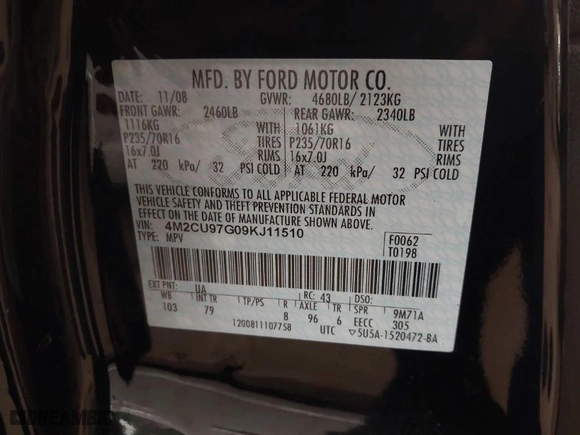 MFD. BY FORD MOTOR CO.
DATE: 11/08 GVWR: 4680LB/ 2123KG
FRONT GAWR: 2460LB REAR GAWR: 2340LB
1116KG WITH 1061KG WITH
P235/70R16 TIRES P235/70R16 TIRES
16x7.0J RIMS 16x7.0J RIMS
AT 220 kPa/ 32 PSI COLD AT 220 kPa/ 32 PSI COLD
THIS VEHICLE CONFORMS TO ALL APPLICABLE FEDERAL MOTOR
VEHICLE SAFETY AND THEFT PREVENTION STANDARDS IN
EFFECT ON THE DATE OF MANUFACTURE SHOWN ABOVE.
VIN: 4M2CU97G09KJ11510 F0062
TYPE: MPV T0198
EXT PNT: UA RC: 43 DSO:
WB INT TR TP/PS R AXLE TR SPR 9M71A
103 79 B 96 6 EECC 305
1200811107758 UTC ▽5U5A-1520472-BA
DREAMBID